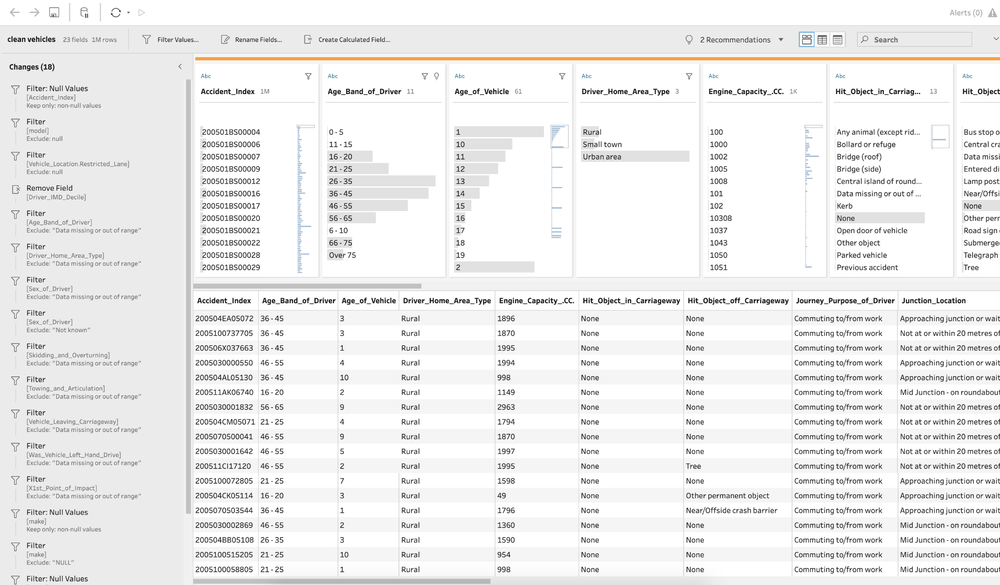 Alerts (0)
clean vehicles 23 fields 1M rows Filter Values... Rename Fields... Create Calculated Field... 2 Recommendations Search
Changes (18)
Filter: Null Values
[Accident_Index]
Keep only: non-null values
Filter
[model]
Exclude: null
Filter
[Vehicle_Location.Restricted_Lane]
Exclude: null
Remove Field
[Driver_IMD_Decile]
Filter
[Age_Band_of_Driver]
Exclude: "Data missing or out of range"
Filter
[Driver_Home_Area_Type]
Exclude: "Data missing or out of range"
Filter
[Sex_of_Driver]
Exclude: "Data missing or out of range"
Filter
[Sex_of_Driver]
Exclude: "Not known"
Filter
[Skidding_and_Overturning]
Exclude: "Data missing or out of range"
Filter
[Towing_and_Articulation]
Exclude: "Data missing or out of range"
Filter
[Vehicle_Leaving_Carriageway]
Exclude: "Data missing or out of range"
Filter
[Was_Vehicle_Left_Hand_Drive]
Exclude: "Data missing or out of range"
Filter
[X1st_Point_of_Impact]
Exclude: "Data missing or out of range"
Filter: Null Values
[make]
Keep only: non-null values
Filter
[make]
Exclude: "NULL"
Filter: Null Values
Abc
Accident_Index 1M
200501BS00004
200501BS00006
200501BS00007
200501BS00009
200501BS00012
200501BS00016
200501BS00017
200501BS00020
200501BS00021
200501BS00022
200501BS00028
200501BS00029
Abc
Age_Band_of_Driver 11
0 - 5
11 - 15
16 - 20
21 - 25
26 - 35
36 - 45
46 - 55
56 - 65
6 - 10
66 - 75
Over 75
Abc
Age_of_Vehicle 61
1
10
11
12
13
14
15
16
17
18
19
2
Abc
Driver_Home_Area_Type 3
Rural
Small town
Urban area
Abc
Engine_Capacity_.CC. 1K
100
1000
1002
1005
1008
101
102
10308
1037
1043
1050
1051
Abc
Hit_Object_in_Carriag... 13
Any animal (except rid...
Bollard or refuge
Bridge (roof)
Bridge (side)
Central island of round...
Data missing or out of ...
Kerb
None
Open door of vehicle
Other object
Parked vehicle
Previous accident
Abc
Hit_Object
Bus stop o
Central cra
Data missi
Entered di
Lamp post
Near/Offsi
None
Other perr
Road sign
Submerge
Telegraph
Tree
Accident_Index Age_Band_of_Driver Age_of_Vehicle Driver_Home_Area_Type Engine_Capacity_.CC. Hit_Object_in_Carriageway Hit_Object_off_Carriageway Journey_Purpose_of_Driver Junction_Location
200504EA05072 36 - 45 3 Rural 1896 None None Commuting to/from work Approaching junction or wait
2005100737705 36 - 45 3 Rural 1870 None None Commuting to/from work Not at or within 20 metres of
200506X037663 36 - 45 1 Rural 1995 None None Commuting to/from work Not at or within 20 metres of
2005030000550 46 - 55 4 Rural 1994 None None Commuting to/from work Approaching junction or wait
200504AL05130 36 - 45 10 Rural 998 None None Commuting to/from work Approaching junction or wait
200511AK06740 16 - 20 2 Rural 1149 None None Commuting to/from work Mid Junction - on roundabout
2005030001832 56 - 65 9 Rural 2963 None None Commuting to/from work Not at or within 20 metres of
200504CM05071 21 - 25 4 Rural 1794 None None Commuting to/from work Not at or within 20 metres of
2005070500041 46 - 55 9 Rural 1870 None None Commuting to/from work Not at or within 20 metres of
2005030001642 46 - 55 5 Rural 1997 None None Commuting to/from work Not at or within 20 metres of
200511CI17120 46 - 55 2 Rural 1995 None Tree Commuting to/from work Not at or within 20 metres of
2005100072805 21 - 25 7 Rural 1598 None None Commuting to/from work Approaching junction or wait
200504CK05114 16 - 20 3 Rural 49 None Other permanent object Commuting to/from work Approaching junction or wait
2005070503544 36 - 45 1 Rural 1796 None Near/Offside crash barrier Commuting to/from work Approaching junction or wait
2005030002869 46 - 55 2 Rural 1360 None None Commuting to/from work Mid Junction - on roundabout
200504BB05108 26 - 35 3 Rural 1590 None None Commuting to/from work Mid Junction - on roundabout
2005100515205 21 - 25 10 Rural 954 None None Commuting to/from work Mid Junction - on roundabout
2005100058805 21 - 25 1 Rural 998 None None Commuting to/from work Mid Junction - on roundabout